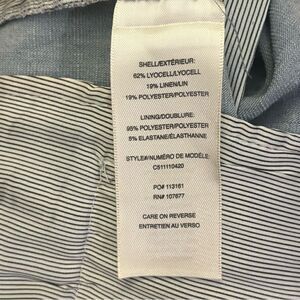 SHELL/EXTÉRIEUR:
62% LYOCELL/LYOCELL
19% LINEN/LIN
19% POLYESTER/POLYESTER
LINING/DOUBLURE:
95% POLYESTER/POLYESTER
5% ELASTANE/ÉLASTHANNE
STYLE#/NUMÉRO DE MODÈLE:
C511110420
PO# 113161
RN# 107677
CARE ON REVERSE
ENTRETIEN AU VERSO